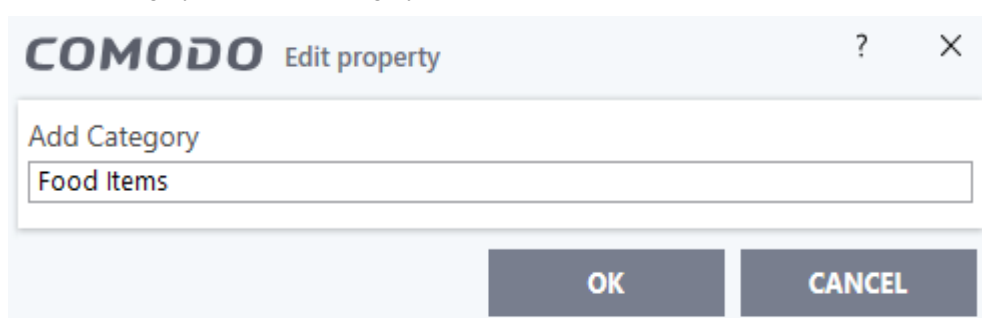 COMODO Edit property ? ×
Add Category
Food Items
OK CANCEL